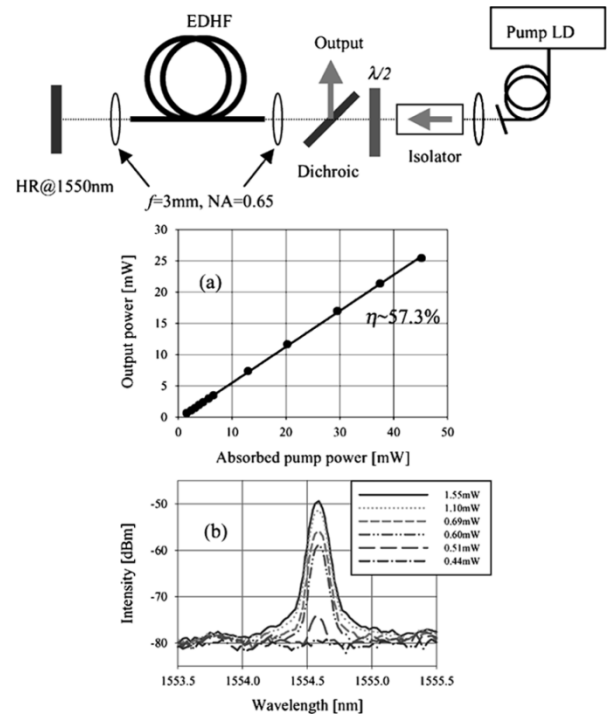 EDHF
Pump LD
Output
λ/2
Isolator
Dichroic
HR@1550nm
f=3mm, NA=0.65
(a)
η~57.3%
Output power [mW]
30
25
20
15
10
5
0
0 10 20 30 40 50
Absorbed pump power [mW]
(b)
1.55mW
1.10mW
0.69mW
0.60mW
0.51mW
0.44mW
Intensity [dBm]
-50
-60
-70
-80
1553.5 1554.0 1554.5 1555.0 1555.5
Wavelength [nm]